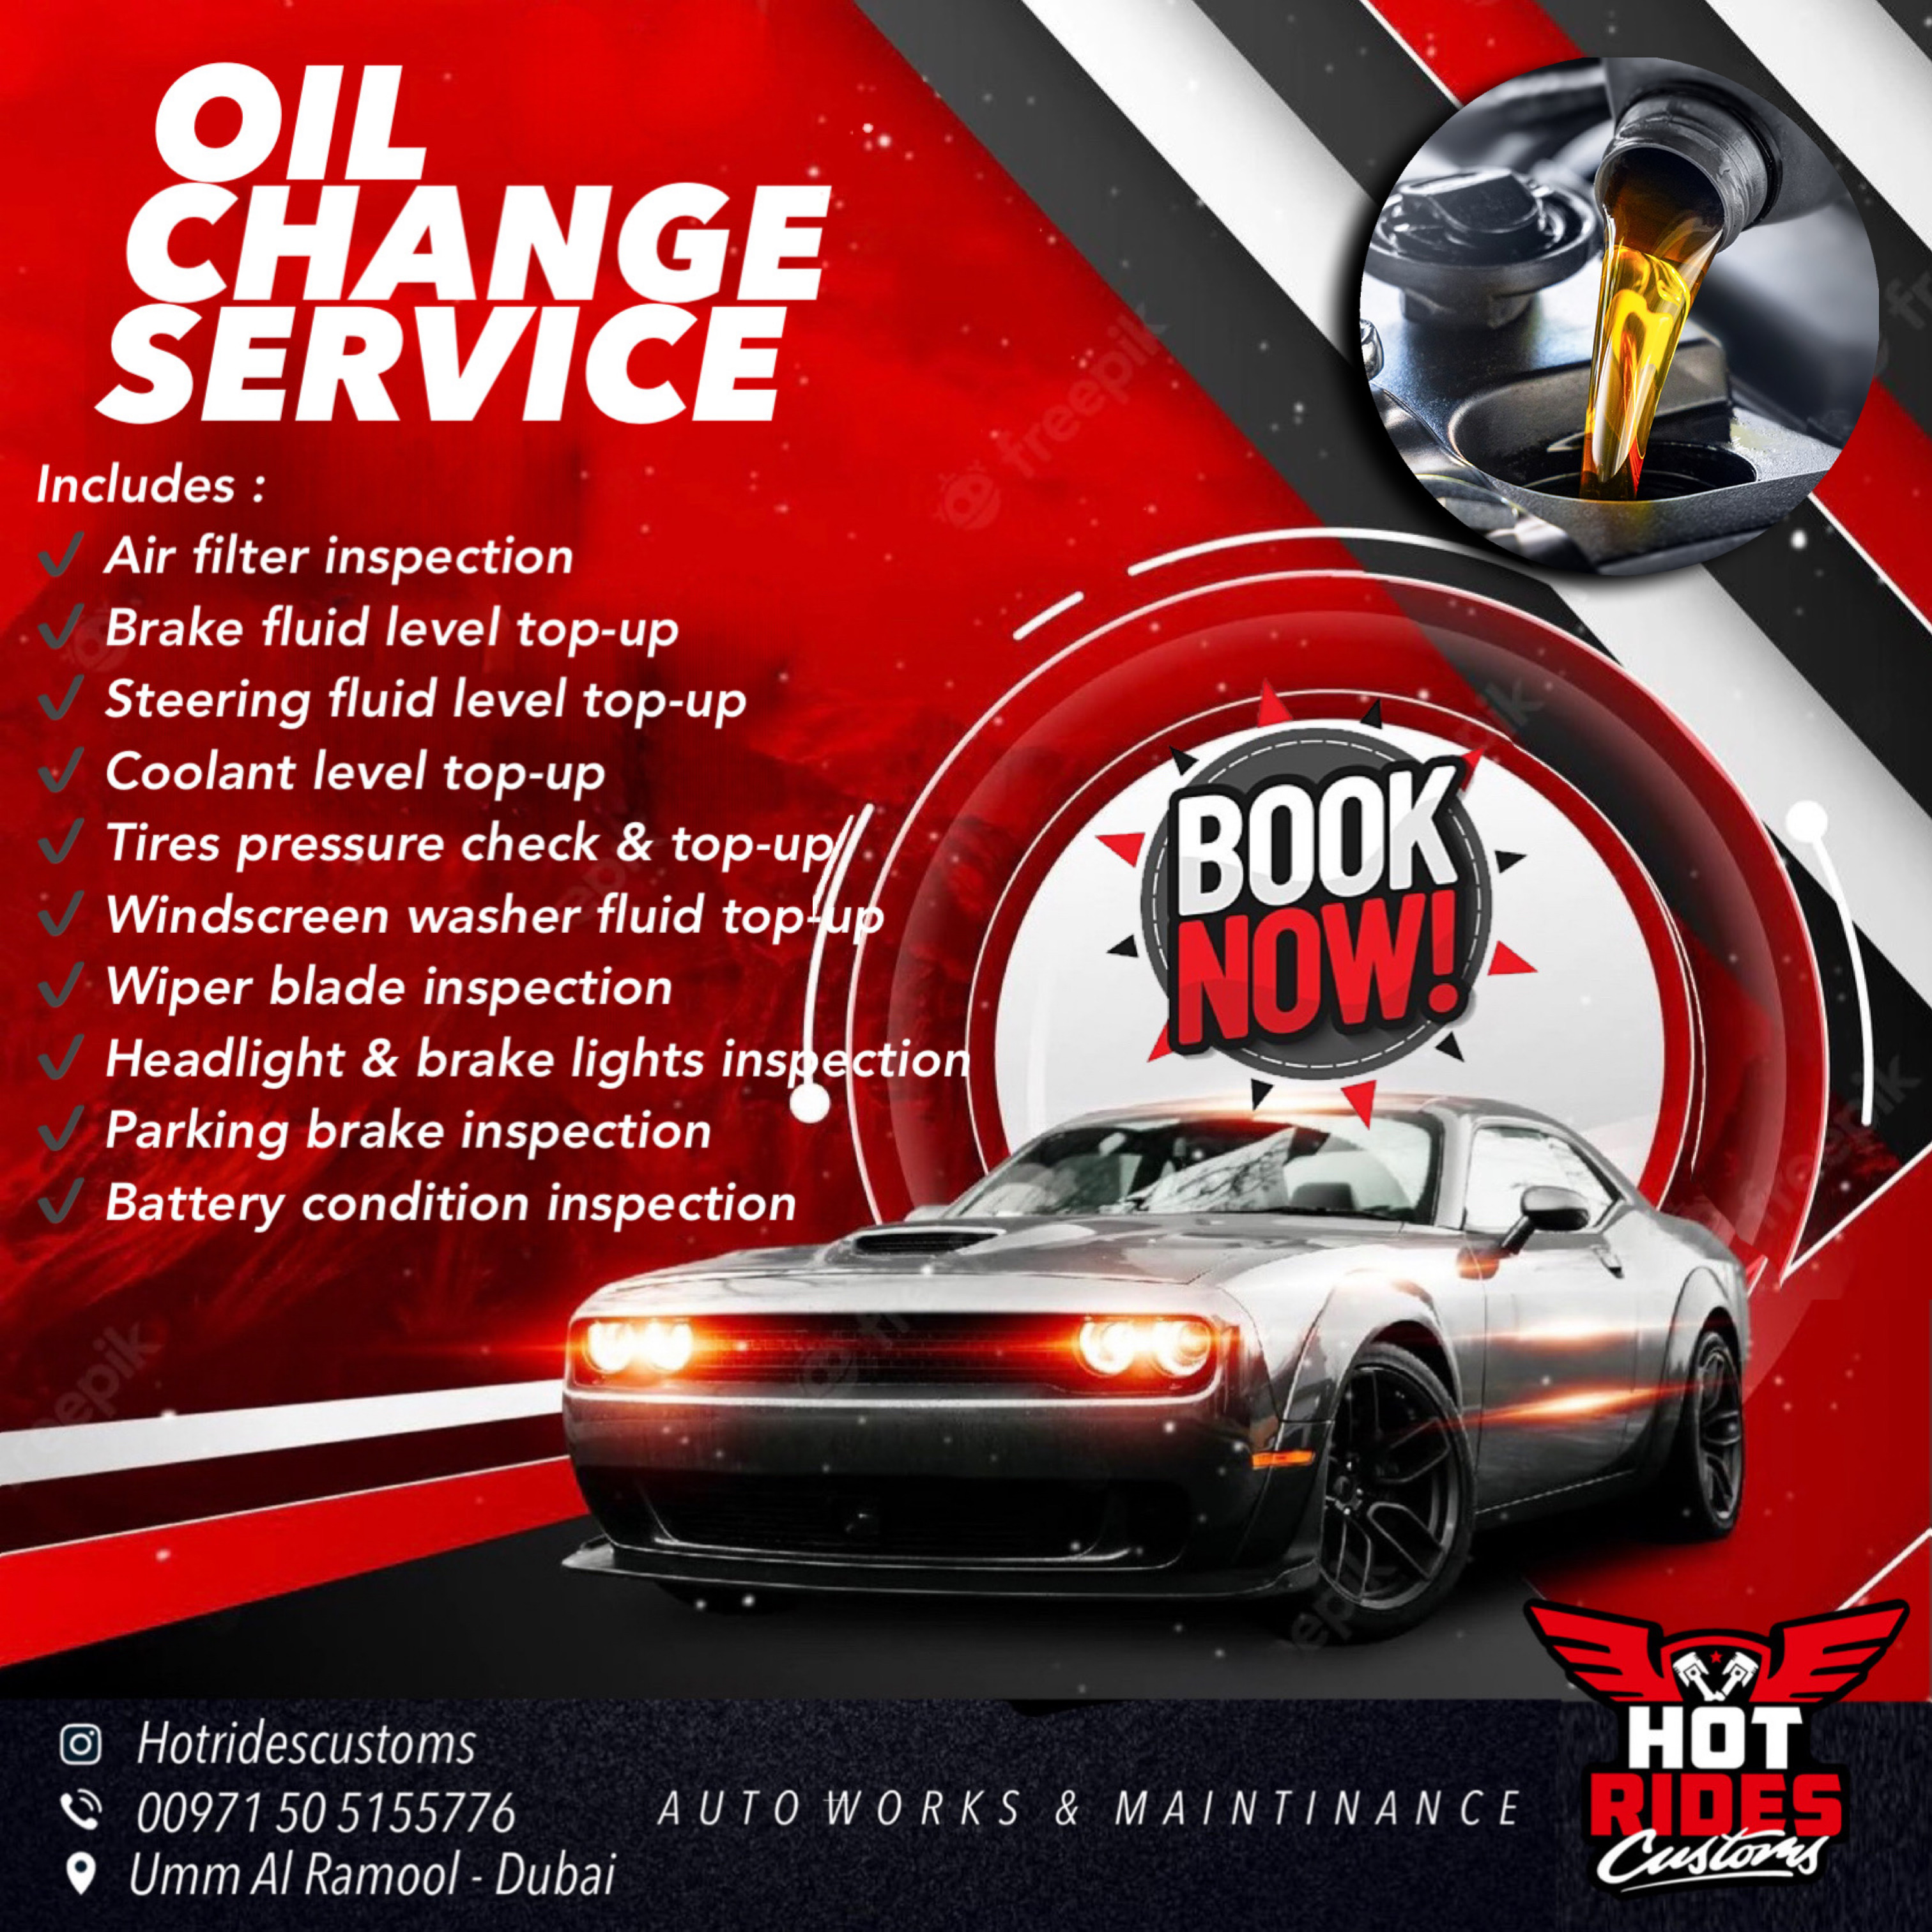 OIL
CHANGE
SERVICE
Includes :
Air filter inspection
Brake fluid level top-up
Steering fluid level top-up
Coolant level top-up
Tires pressure check & top-up
Windscreen washer fluid top-up
Wiper blade inspection
Headlight & brake lights inspection
Parking brake inspection
Battery condition inspection
BOOK
NOW!
freepik
Hotridescustoms
00971 50 5155776
Umm Al Ramool - Dubai
AUTO WORKS & MAINTINANCE
HOT
RIDES
Customs